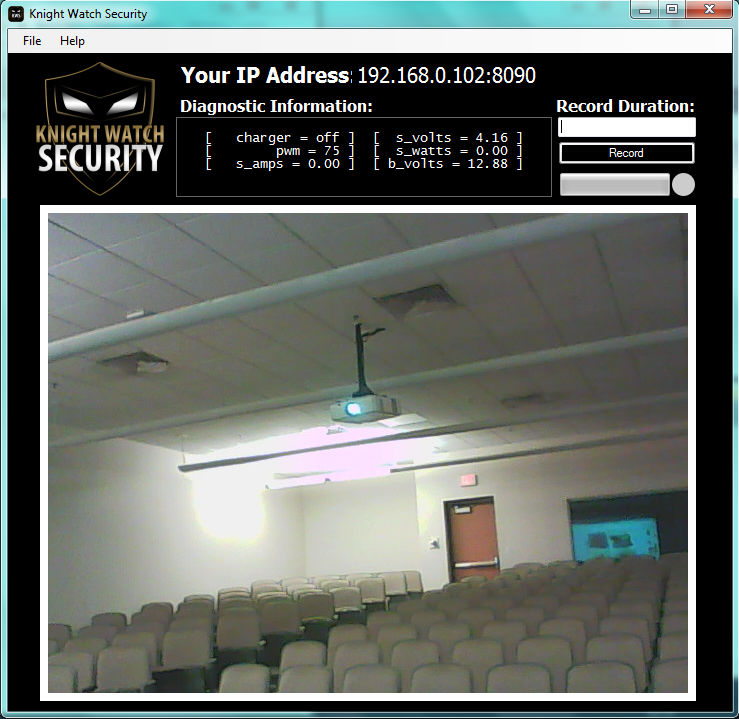 Knight Watch Security
File Help
Your IP Address: 192.168.0.102:8090
Diagnostic Information:
Record Duration:
[ charger = off ] [ s_volts = 4.16 ]
[ pwm = 75 ] [ s_watts = 0.00 ]
[ s_amps = 0.00 ] [ b_volts = 12.88 ]
Record
KNIGHT WATCH
SECURITY